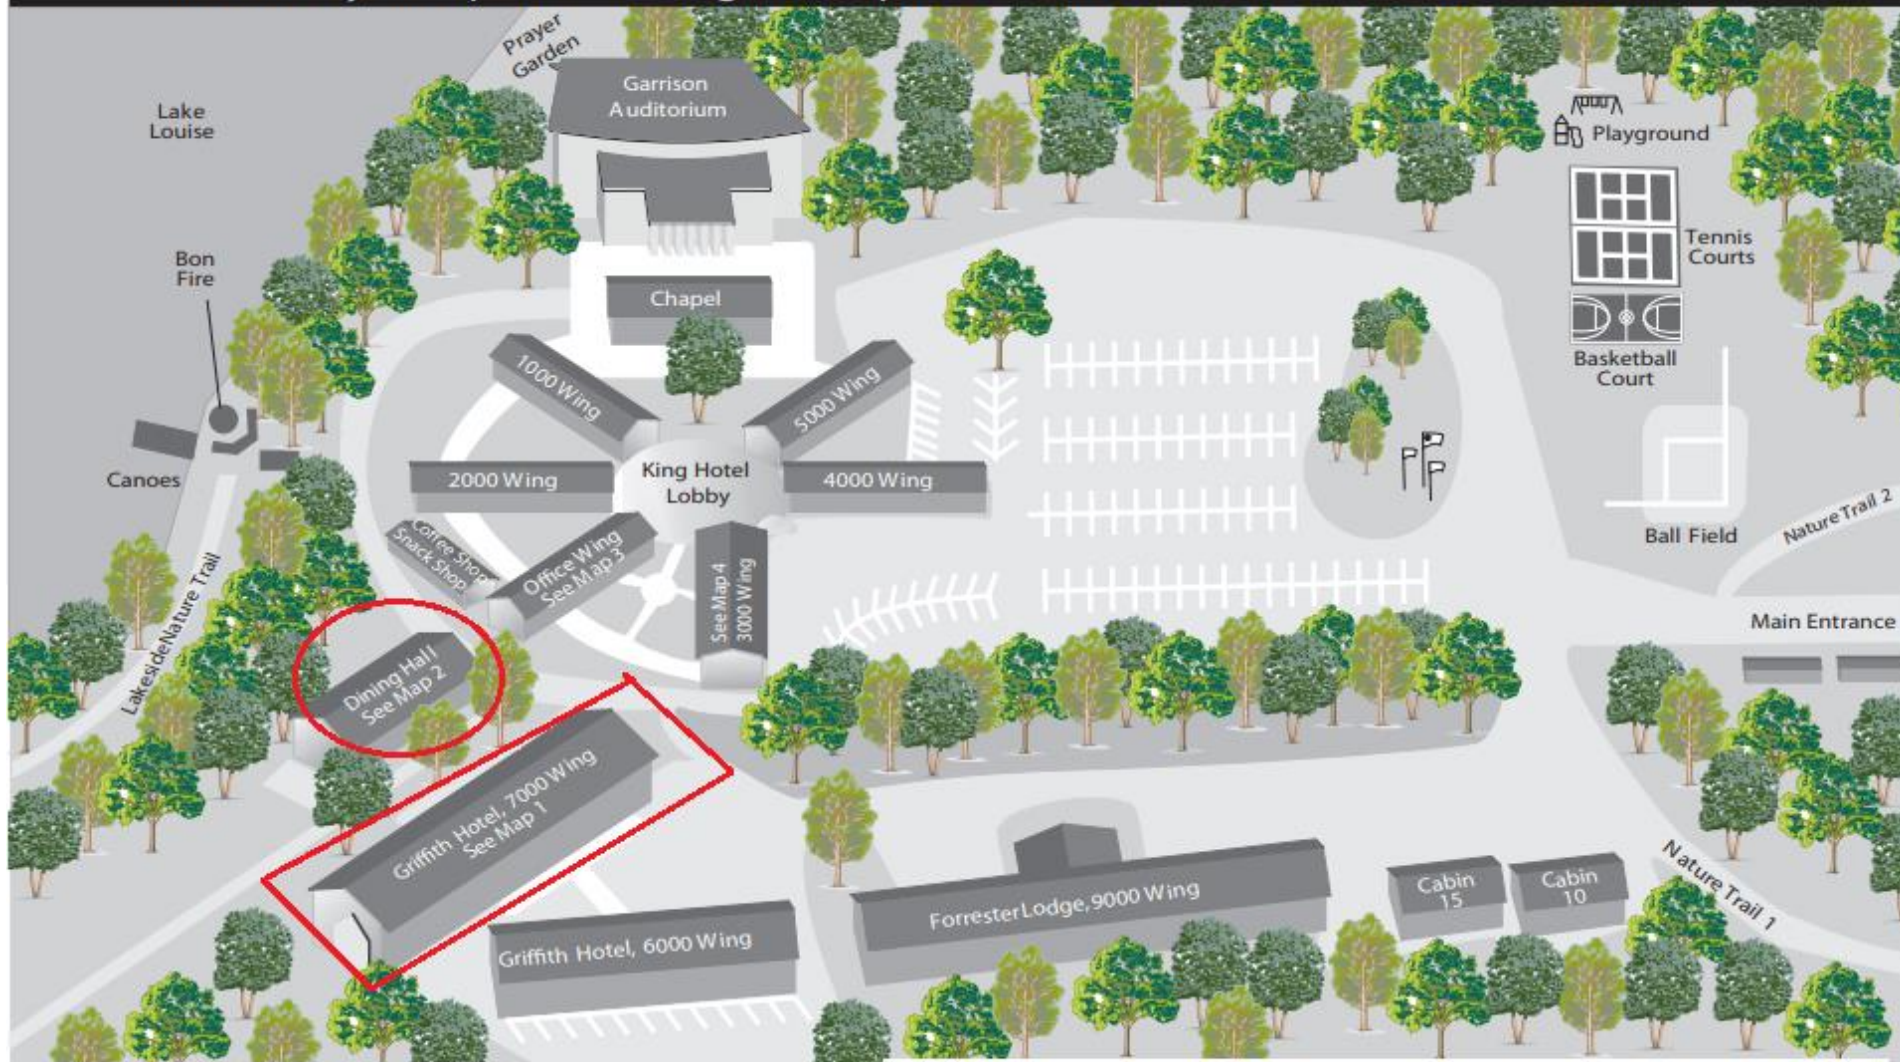 Prayer
Garden
Garrison
Auditorium
Lake
Louise
Playground
Tennis
Courts
Bon
Fire
Chapel
Basketball
Court
1000 Wing
5000 Wing
Canoes
2000 Wing
King Hotel
Lobby
4000 Wing
Ball Field
Nature Trail 2
Coffee Shop
Snack Shop
Office Wing
See Map 3
See Map 4
3000 Wing
Lakeside Nature Trail
Main Entrance
Dining Hall
See Map 2
Griffith Hotel, 7000 Wing
See Map 1
Griffith Hotel, 6000 Wing
Forrester Lodge, 9000 Wing
Cabin
15
Cabin
10
Nature Trail 1